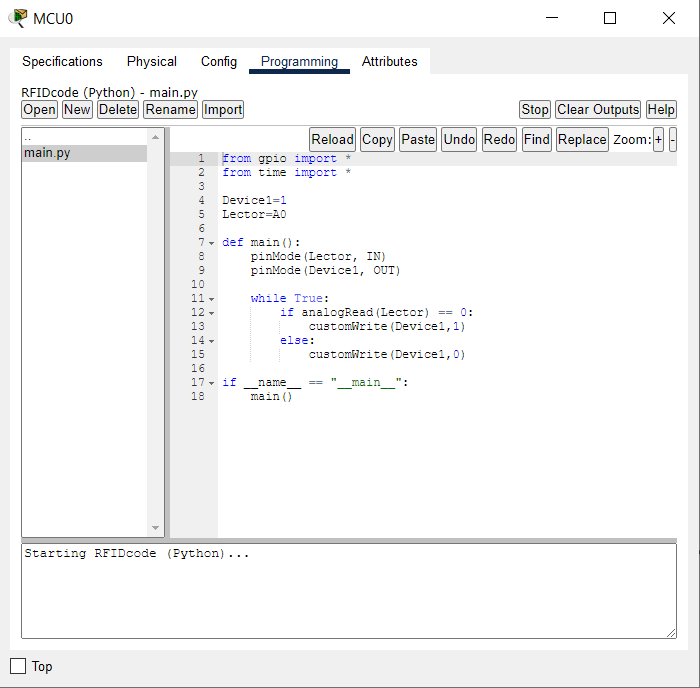 MCU0
Specifications Physical Config Programming Attributes
RFIDcode (Python) - main.py
Open New Delete Rename Import Stop Clear Outputs Help
Reload Copy Paste Undo Redo Find Replace Zoom: + -
..
main.py
1 from gpio import *
2 from time import *
3
4 Device1=1
5 Lector=A0
6
7 def main():
8 pinMode(Lector, IN)
9 pinMode(Device1, OUT)
10
11 while True:
12 if analogRead(Lector) == 0:
13 customWrite(Device1,1)
14 else:
15 customWrite(Device1,0)
16
17 if __name__ == "__main__":
18 main()
Starting RFIDcode (Python)...
Top